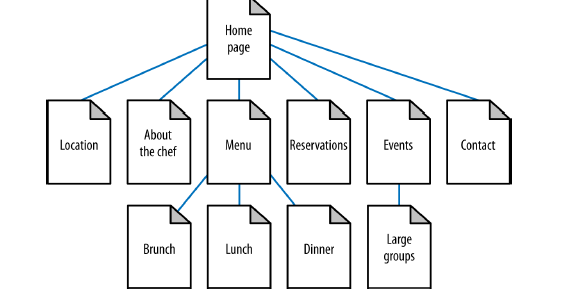 Home
page
Location
About
the chef
Menu
Reservations
Events
Contact
Brunch
Lunch
Dinner
Large
groups